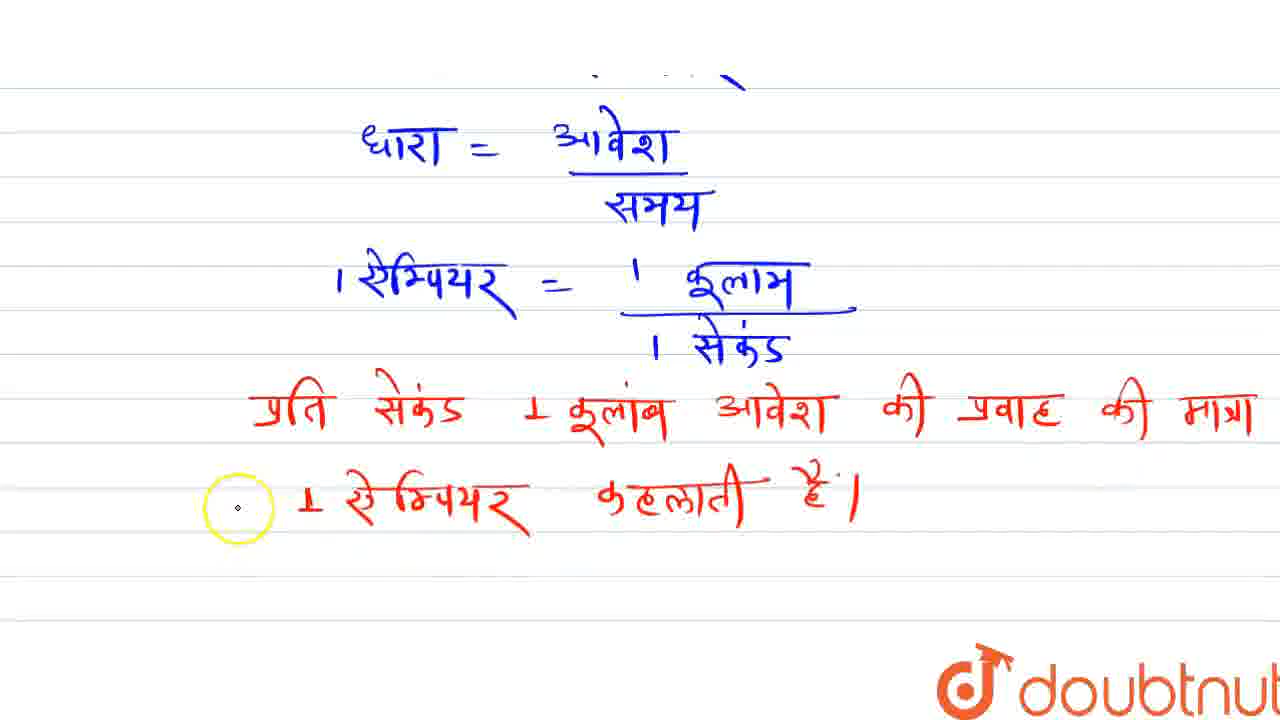 धारा = आवेश
समय
1 ऐम्पियर = 1 कूलाम
1 सेकंड
प्रति सेकंड 1 कूलांब आवेश की प्रवाह की मात्रा
1 ऐम्पियर कहलाती है।
doubtnut